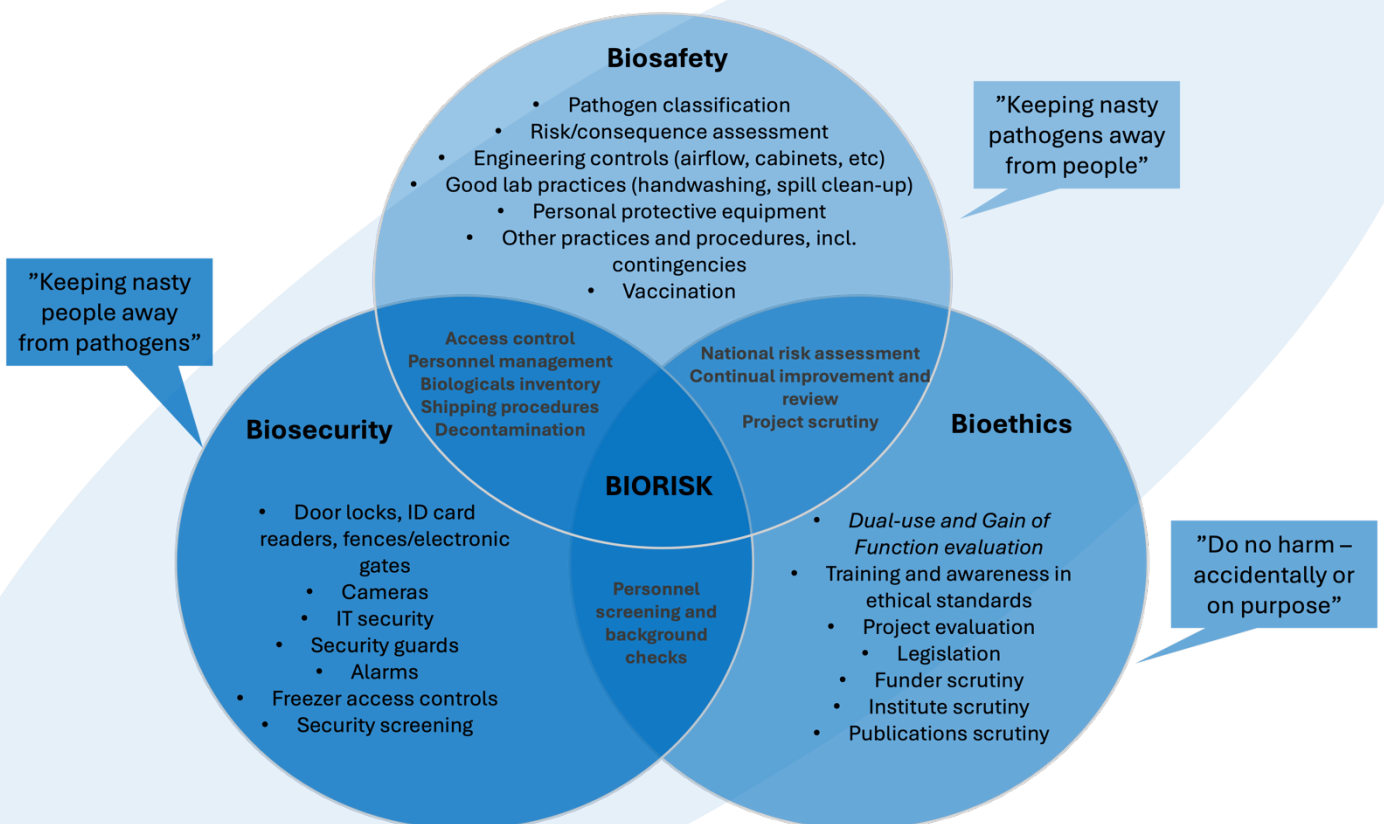 Biosafety
• Pathogen classification
• Risk/consequence assessment
• Engineering controls (airflow, cabinets, etc)
• Good lab practices (handwashing, spill clean-up)
• Personal protective equipment
• Other practices and procedures, incl.
contingencies
• Vaccination
”Keeping nasty
pathogens away
from people”
”Keeping nasty
people away
from pathogens”
Access control
Personnel management
Biologicals inventory
Shipping procedures
Decontamination
National risk assessment
Continual improvement and
review
Project scrutiny
Biosecurity
Bioethics
BIORISK
• Door locks, ID card
readers, fences/electronic
gates
• Cameras
• IT security
• Security guards
• Alarms
• Freezer access controls
• Security screening
Personnel
screening and
background
checks
• Dual-use and Gain of
Function evaluation
• Training and awareness in
ethical standards
• Project evaluation
• Legislation
• Funder scrutiny
• Institute scrutiny
• Publications scrutiny
”Do no harm –
accidentally or
on purpose”